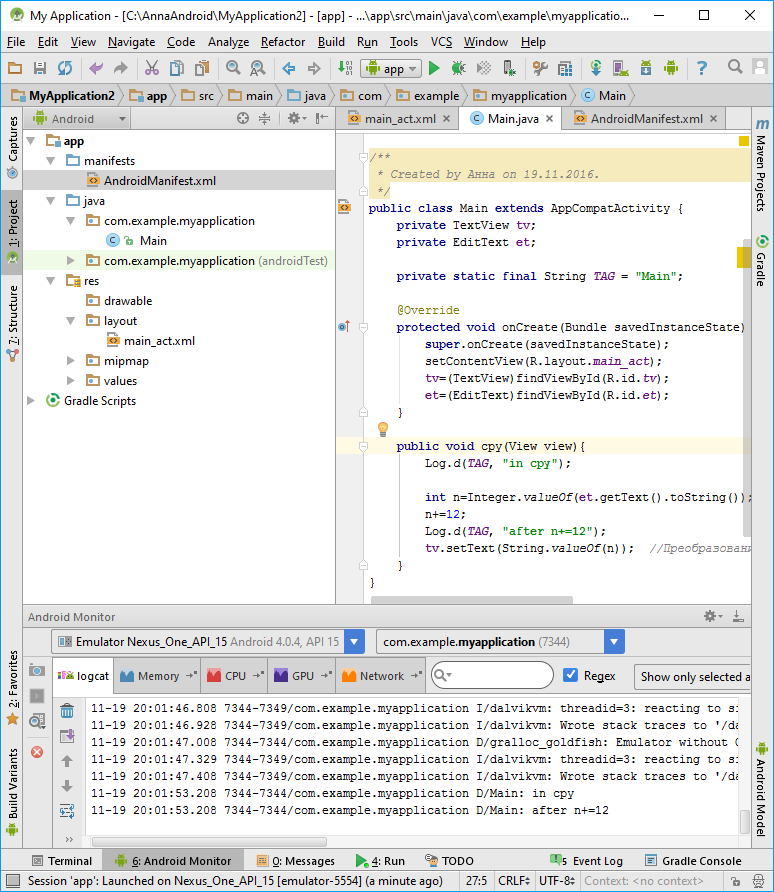 My Application - [C:\AnnaAndroid\MyApplication2] - [app] - ...\app\src\main\java\com\example\myapplicatio...
File Edit View Navigate Code Analyze Refactor Build Run Tools VCS Window Help
app
MyApplication2 app src main java com example myapplication Main
Captures
1: Project
7: Structure
2: Favorites
Build Variants
Android
app
manifests
AndroidManifest.xml
java
com.example.myapplication
Main
com.example.myapplication (androidTest)
res
drawable
layout
main_act.xml
mipmap
values
Gradle Scripts
main_act.xml Main.java AndroidManifest.xml
/**
* Created by Анна on 19.11.2016.
*/
public class Main extends AppCompatActivity {
private TextView tv;
private EditText et;
private static final String TAG = "Main";
@Override
protected void onCreate(Bundle savedInstanceState)
super.onCreate(savedInstanceState);
setContentView(R.layout.main_act);
tv=(TextView)findViewById(R.id.tv);
et=(EditText)findViewById(R.id.et);
}
public void cpy(View view){
Log.d(TAG, "in cpy");
int n=Integer.valueOf(et.getText().toString());
n+=12;
Log.d(TAG, "after n+=12");
tv.setText(String.valueOf(n)); //Преобразовани
}
}
Maven Projects
Gradle
Android Model
Android Monitor
Emulator Nexus_One_API_15 Android 4.0.4, API 15 com.example.myapplication (7344)
logcat Memory CPU GPU Network Regex Show only selected a
11-19 20:01:46.808 7344-7349/com.example.myapplication I/dalvikvm: threadid=3: reacting to si
11-19 20:01:46.928 7344-7349/com.example.myapplication I/dalvikvm: Wrote stack traces to '/da
11-19 20:01:47.008 7344-7344/com.example.myapplication D/gralloc_goldfish: Emulator without G
11-19 20:01:47.329 7344-7349/com.example.myapplication I/dalvikvm: threadid=3: reacting to si
11-19 20:01:47.408 7344-7349/com.example.myapplication I/dalvikvm: Wrote stack traces to '/da
11-19 20:01:53.208 7344-7344/com.example.myapplication D/Main: in cpy
11-19 20:01:53.208 7344-7344/com.example.myapplication D/Main: after n+=12
Terminal 6: Android Monitor 0: Messages 4: Run TODO 5 Event Log Gradle Console
Session 'app': Launched on Nexus_One_API_15 [emulator-5554] (a minute ago) 27:5 CRLF UTF-8 Context: <no context>